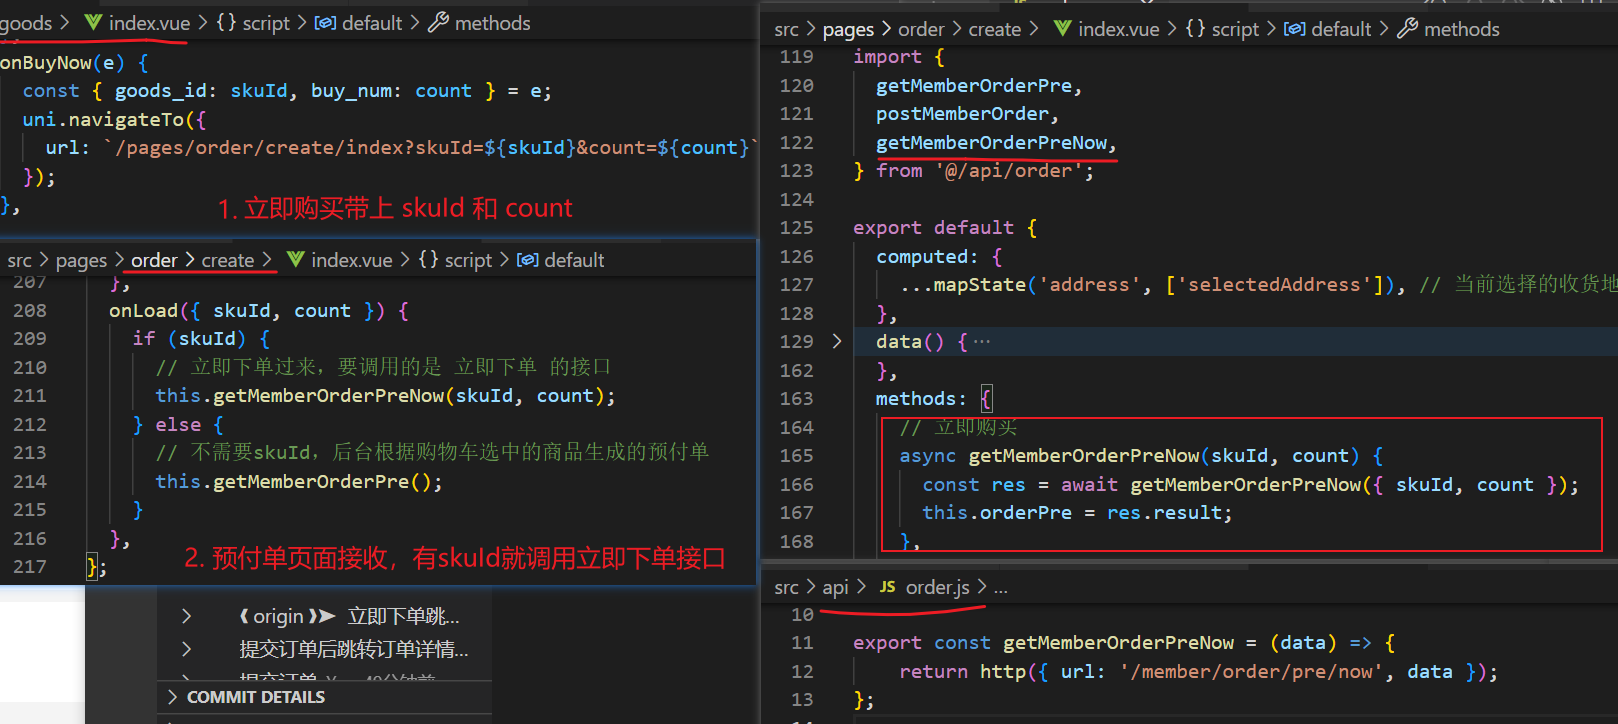 goods > index.vue > {} script > default > methods
onBuyNow(e) {
const { goods_id: skuId, buy_num: count } = e;
uni.navigateTo({
url: `/pages/order/create/index?skuId=${skuId}&count=${count}`
});
},
1. 立即购买带上 skuId 和 count
src > pages > order > create > index.vue > {} script > default
207 },
208 onLoad({ skuId, count }) {
209 if (skuId) {
210 // 立即下单过来，要调用的是 立即下单 的接口
211 this.getMemberOrderPreNow(skuId, count);
212 } else {
213 // 不需要skuId，后台根据购物车选中的商品生成的预付单
214 this.getMemberOrderPre();
215 }
216 },
217 };
2. 预付单页面接收，有skuId就调用立即下单接口
> origin 立即下单跳...
> 提交订单后跳转订单详情...
> COMMIT DETAILS
src > pages > order > create > index.vue > {} script > default > methods
119 import {
120 getMemberOrderPre,
121 postMemberOrder,
122 getMemberOrderPreNow,
123 } from '@/api/order';
124
125 export default {
126 computed: {
127 ...mapState('address', ['selectedAddress']), // 当前选择的收货地
128 },
129 > data() { ...
162 },
163 methods: {
164 // 立即购买
165 async getMemberOrderPreNow(skuId, count) {
166 const res = await getMemberOrderPreNow({ skuId, count });
167 this.orderPre = res.result;
168 },
src > api > JS order.js > ...
10
11 export const getMemberOrderPreNow = (data) => {
12 return http({ url: '/member/order/pre/now', data });
13 };